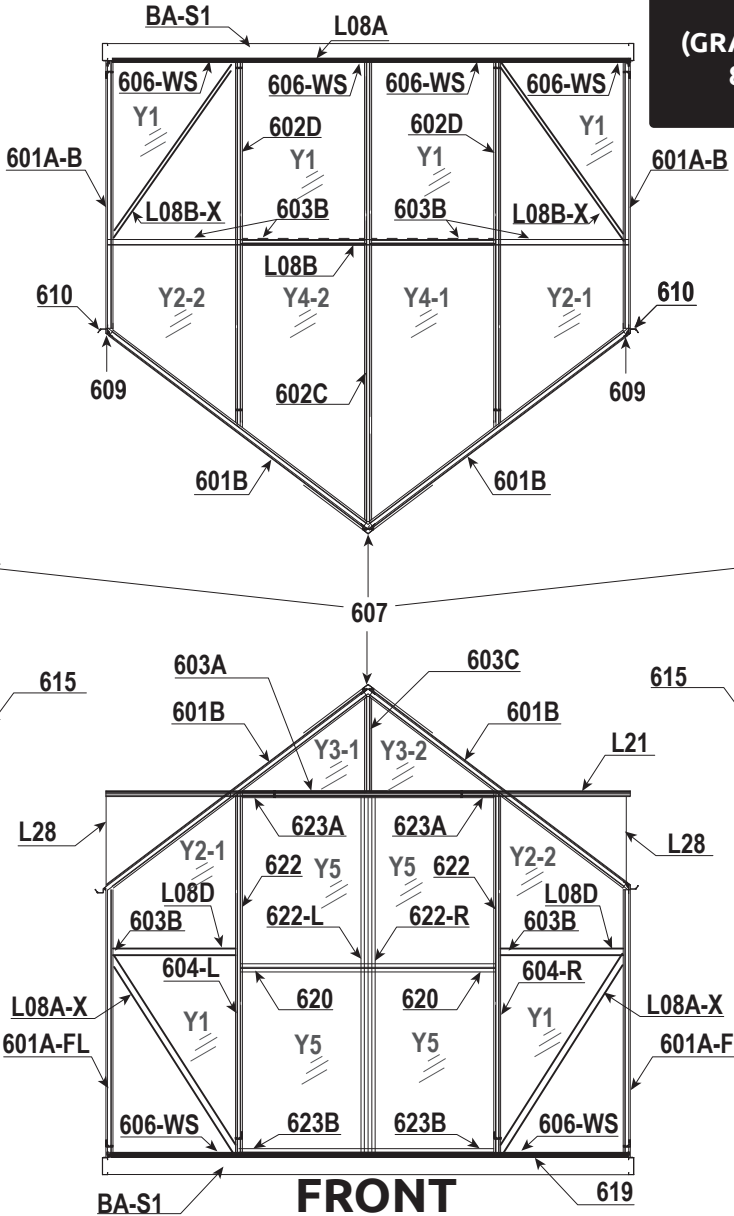 BA-S1
L08A
(GRA
8
606-WS 606-WS 606-WS 606-WS
Y1 Y1
602D 602D
Y1 Y1
601A-B 601A-B
L08B-X 603B 603B L08B-X
L08B
610 Y2-2 Y4-2 Y4-1 Y2-1 610
609 609
602C
601B 601B
607
603A 603C
615 615
601B 601B
Y3-1 Y3-2
L21
L28 623A 623A L28
Y2-1 Y5 Y5 Y2-2
622 622
L08D L08D
603B 622-L 622-R 603B
604-L 604-R
L08A-X 620 620 L08A-X
Y1 Y1
601A-FL Y5 Y5 601A-F
606-WS 623B 623B 606-WS
BA-S1 FRONT 619